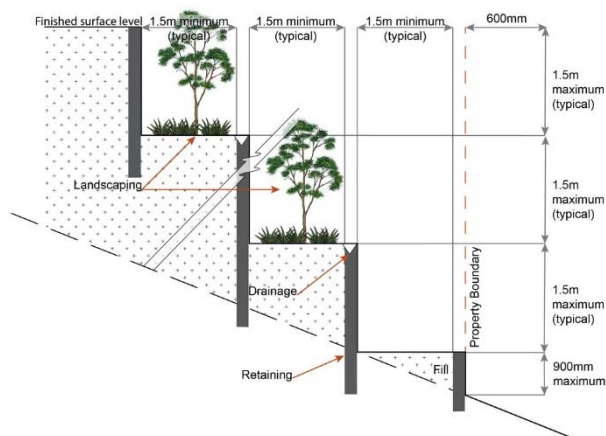 Finished surface level
1.5m minimum
(typical)
1.5m minimum
(typical)
1.5m minimum
(typical)
600mm
1.5m
maximum
(typical)
Landscaping
1.5m
maximum
(typical)
Drainage
Property Boundary
1.5m
maximum
(typical)
Retaining
Fill
900mm
maximum